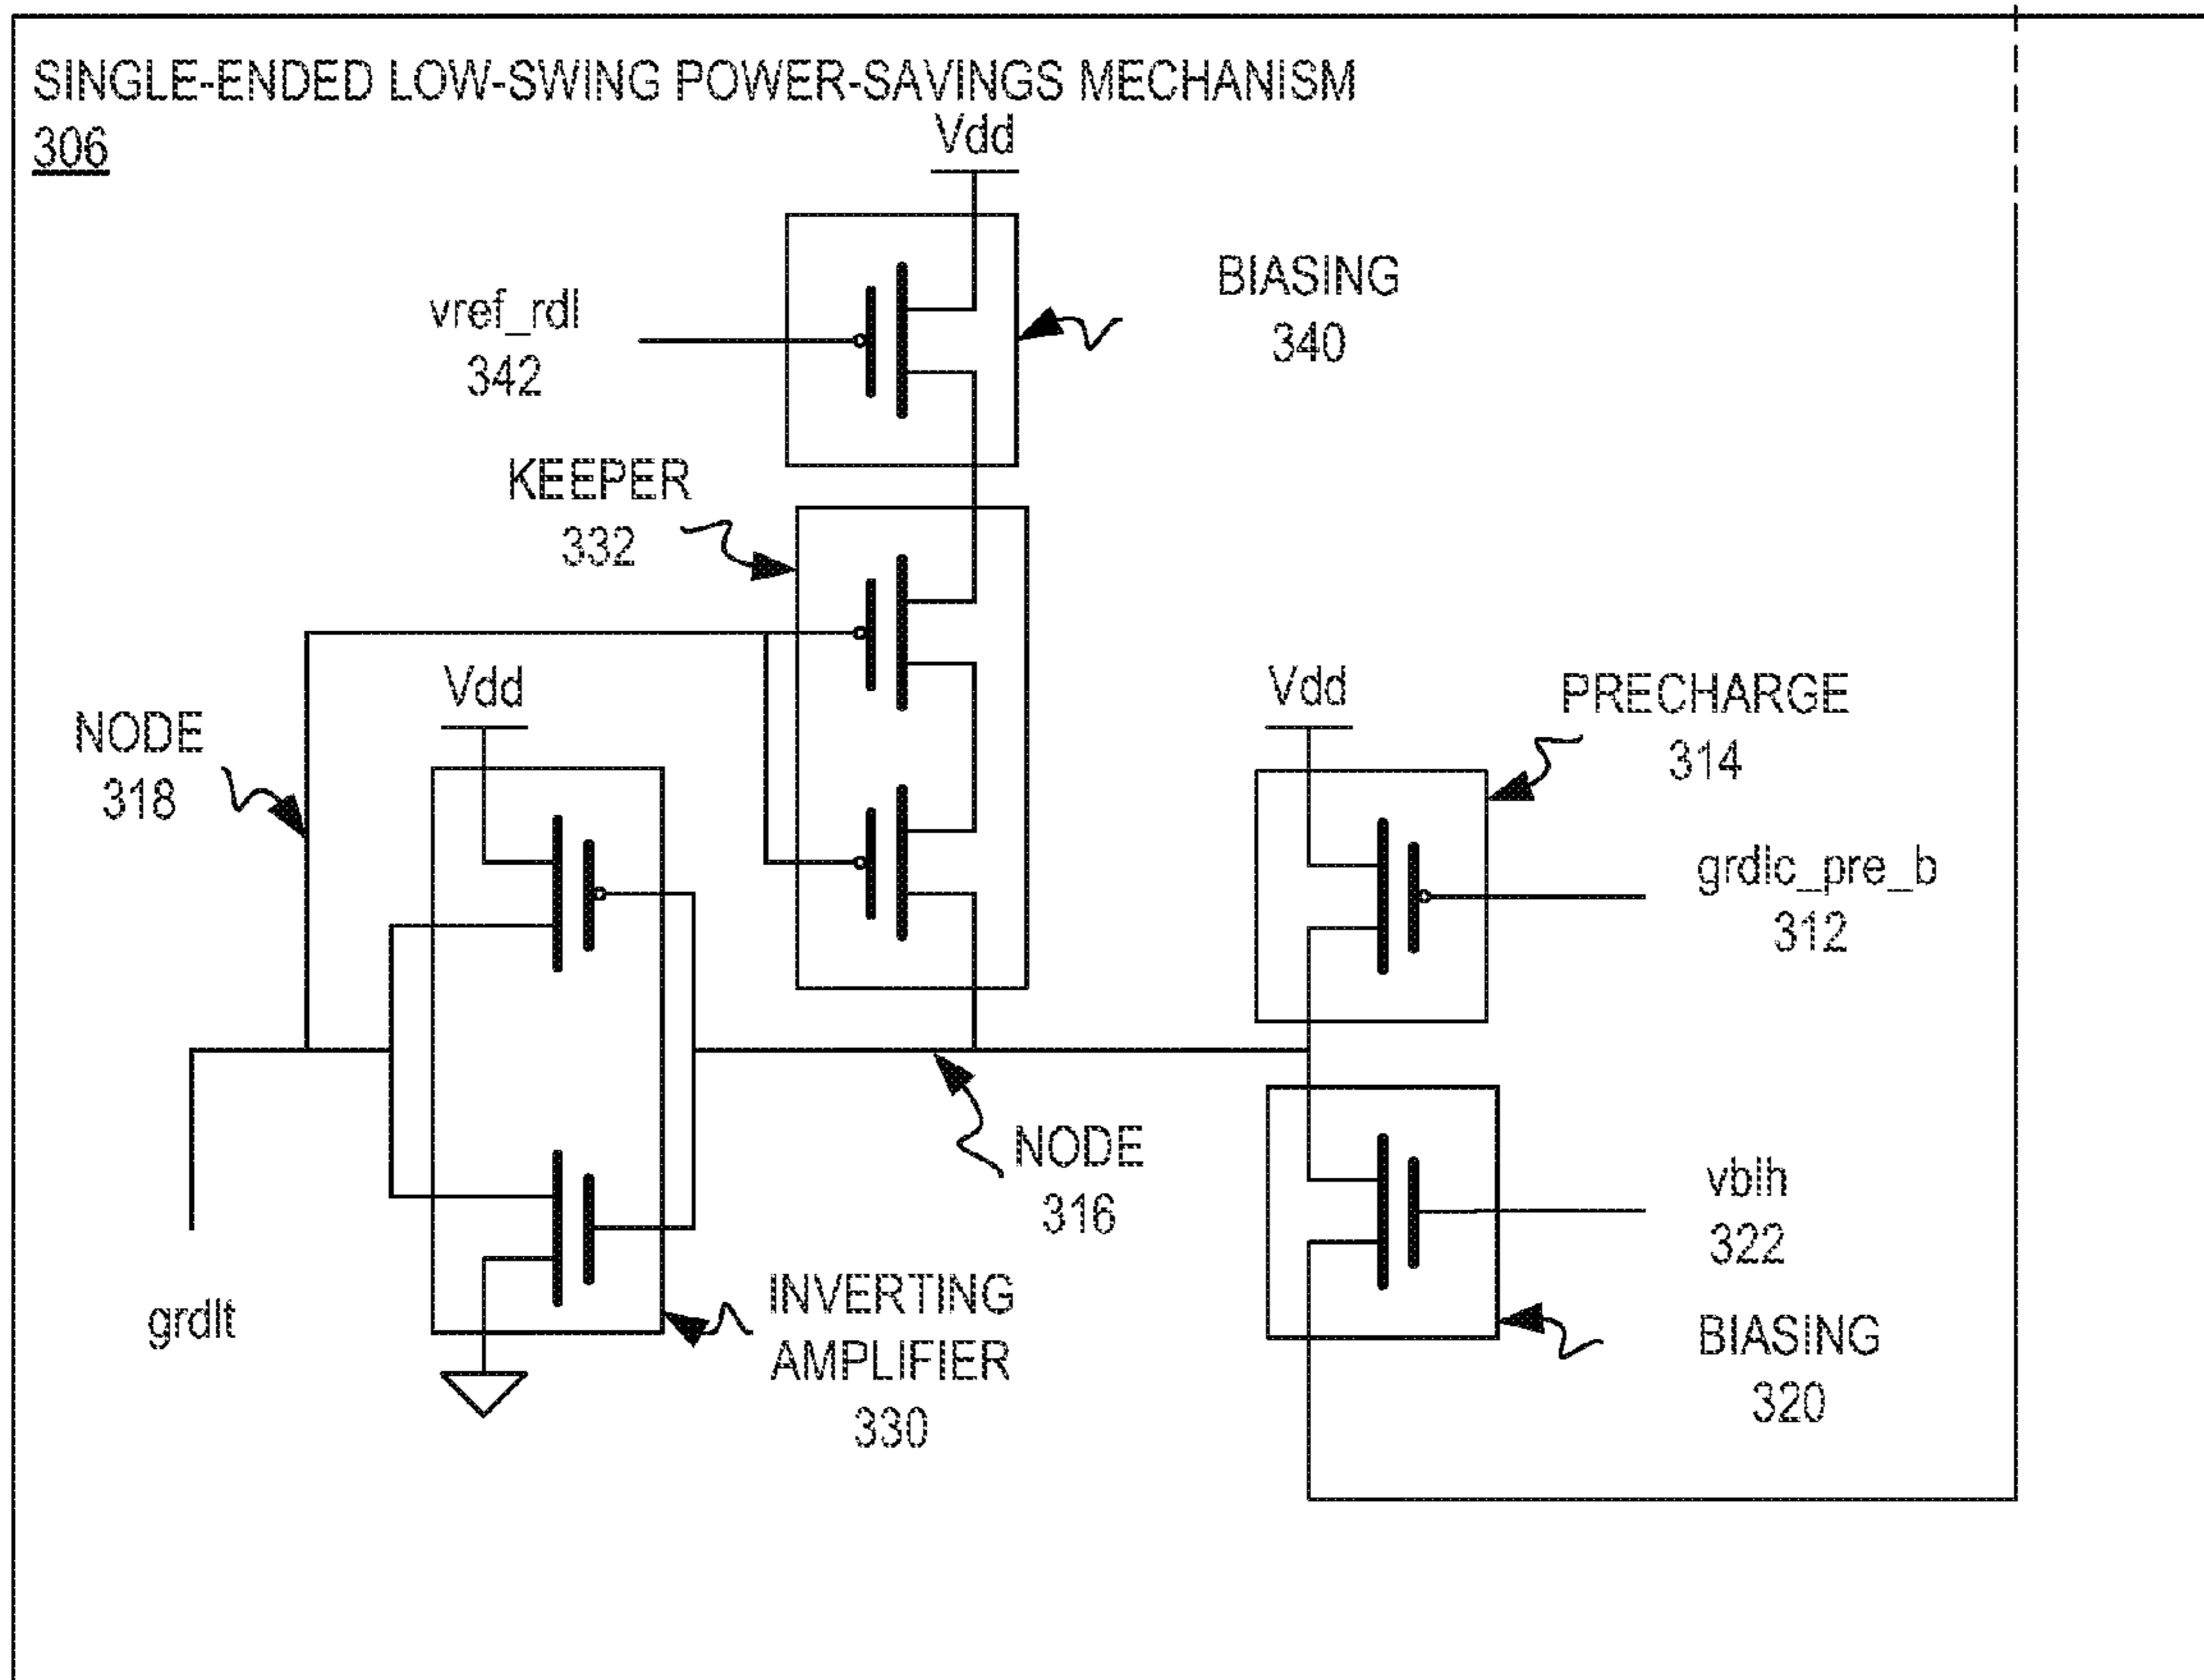 SINGLE-ENDED LOW-SWING POWER-SAVINGS MECHANISM
306
Vdd
BIASING
340
vref_rdl
342
KEEPER
332
Vdd
Vdd
PRECHARGE
314
NODE
318
grdlc_pre_b
312
NODE
316
vblh
322
grdlt
INVERTING
AMPLIFIER
330
BIASING
320